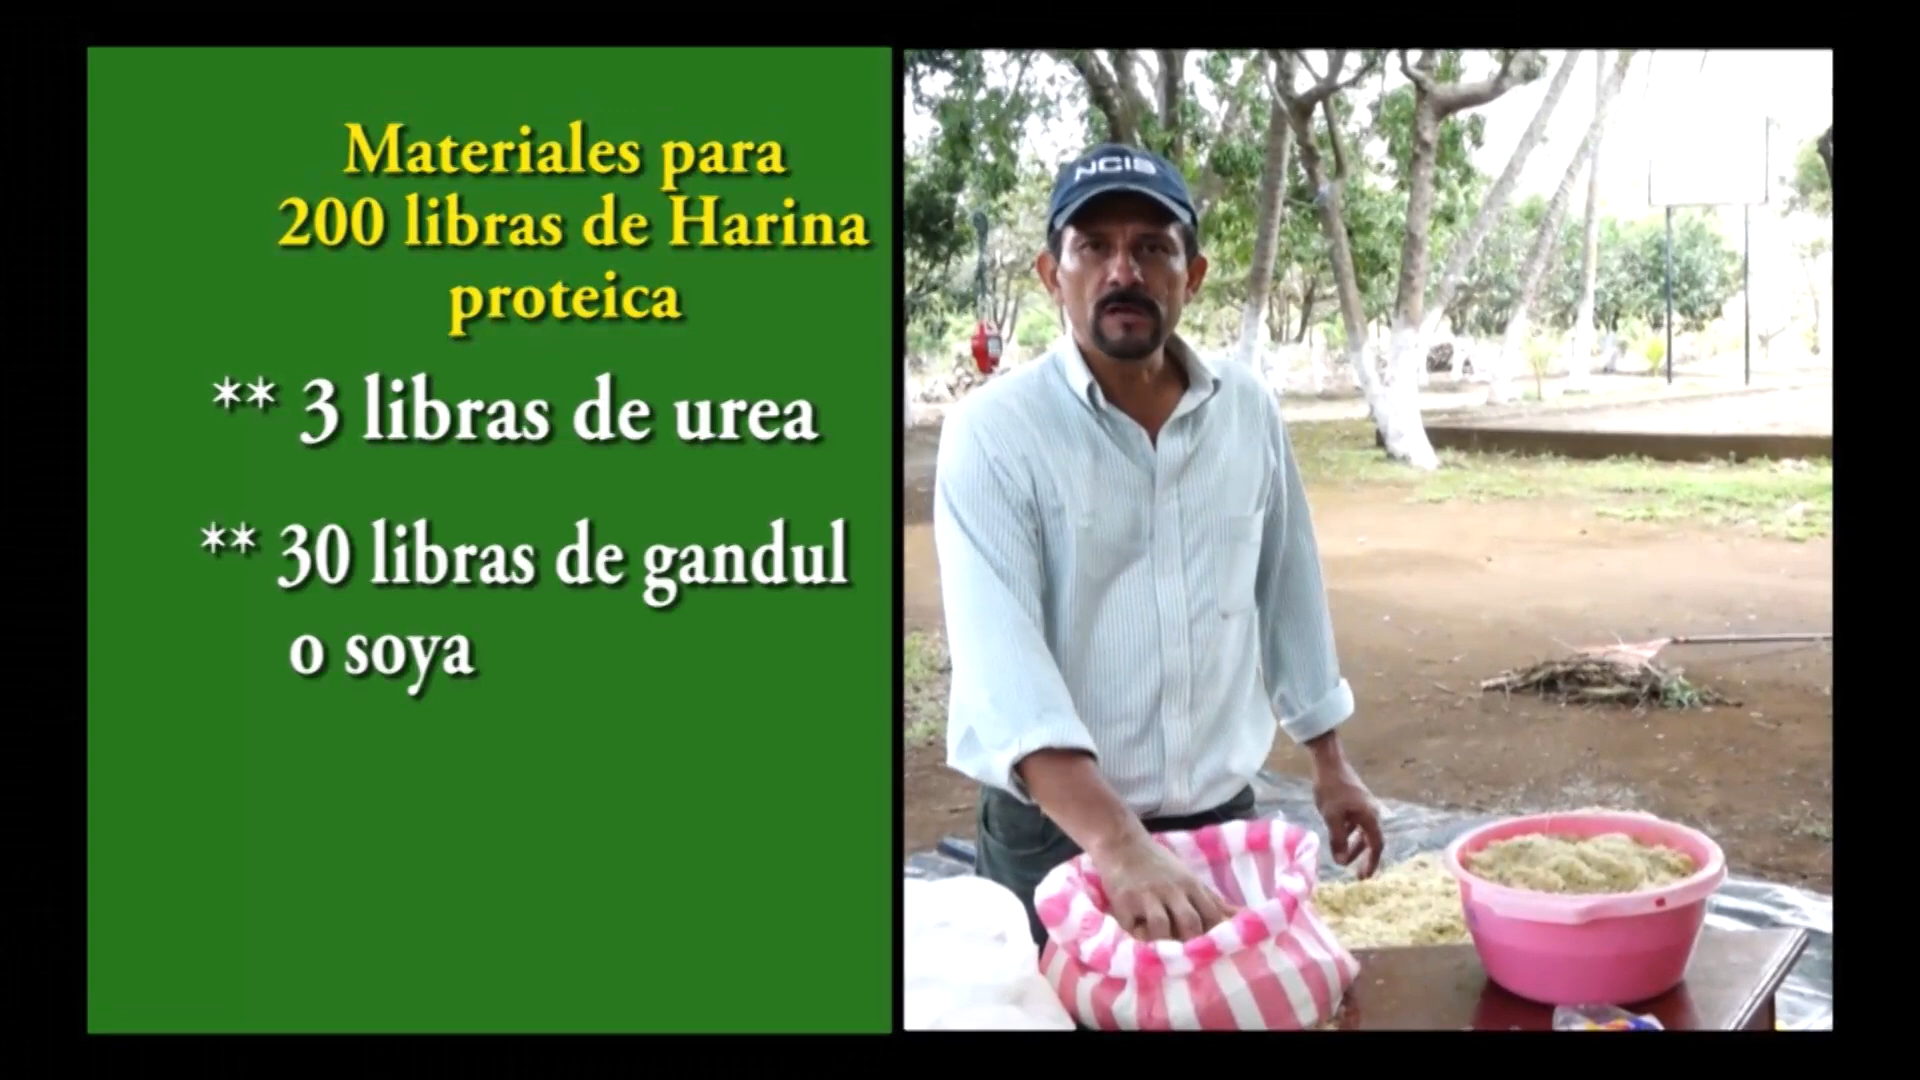 Materiales para
200 libras de Harina
proteica
** 3 libras de urea
** 30 libras de gandul
o soya
NCIS